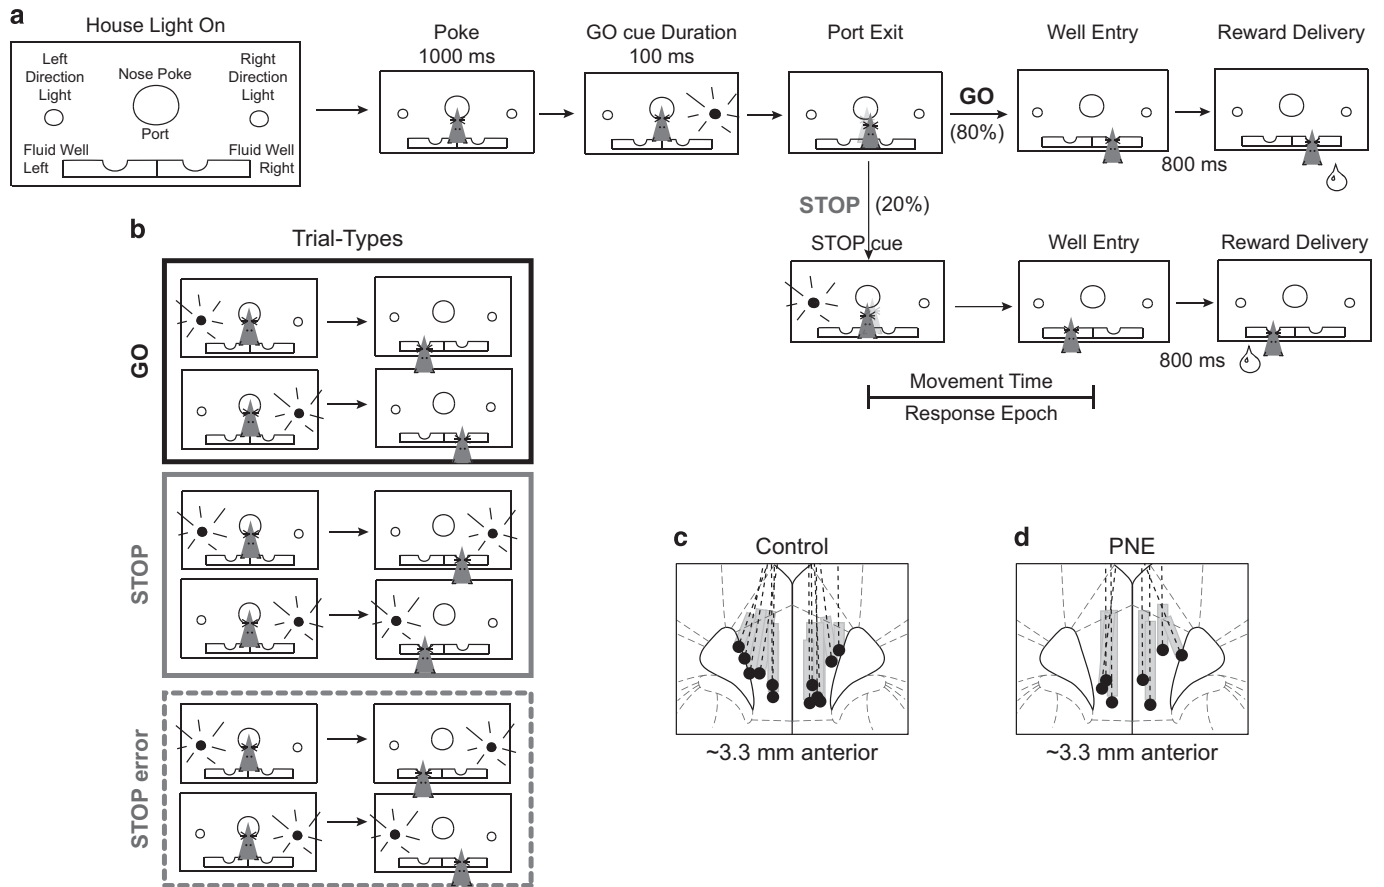 a
House Light On
Left
Direction
Light
Nose Poke
Port
Right
Direction
Light
Fluid Well
Left
Fluid Well
Right
Poke
1000 ms
GO cue Duration
100 ms
Port Exit
GO
(80%)
Well Entry
800 ms
Reward Delivery
STOP
(20%)
STOP cue
Well Entry
800 ms
Reward Delivery
Movement Time
Response Epoch
b
Trial-Types
GO
STOP
STOP error
c
Control
~3.3 mm anterior
d
PNE
~3.3 mm anterior